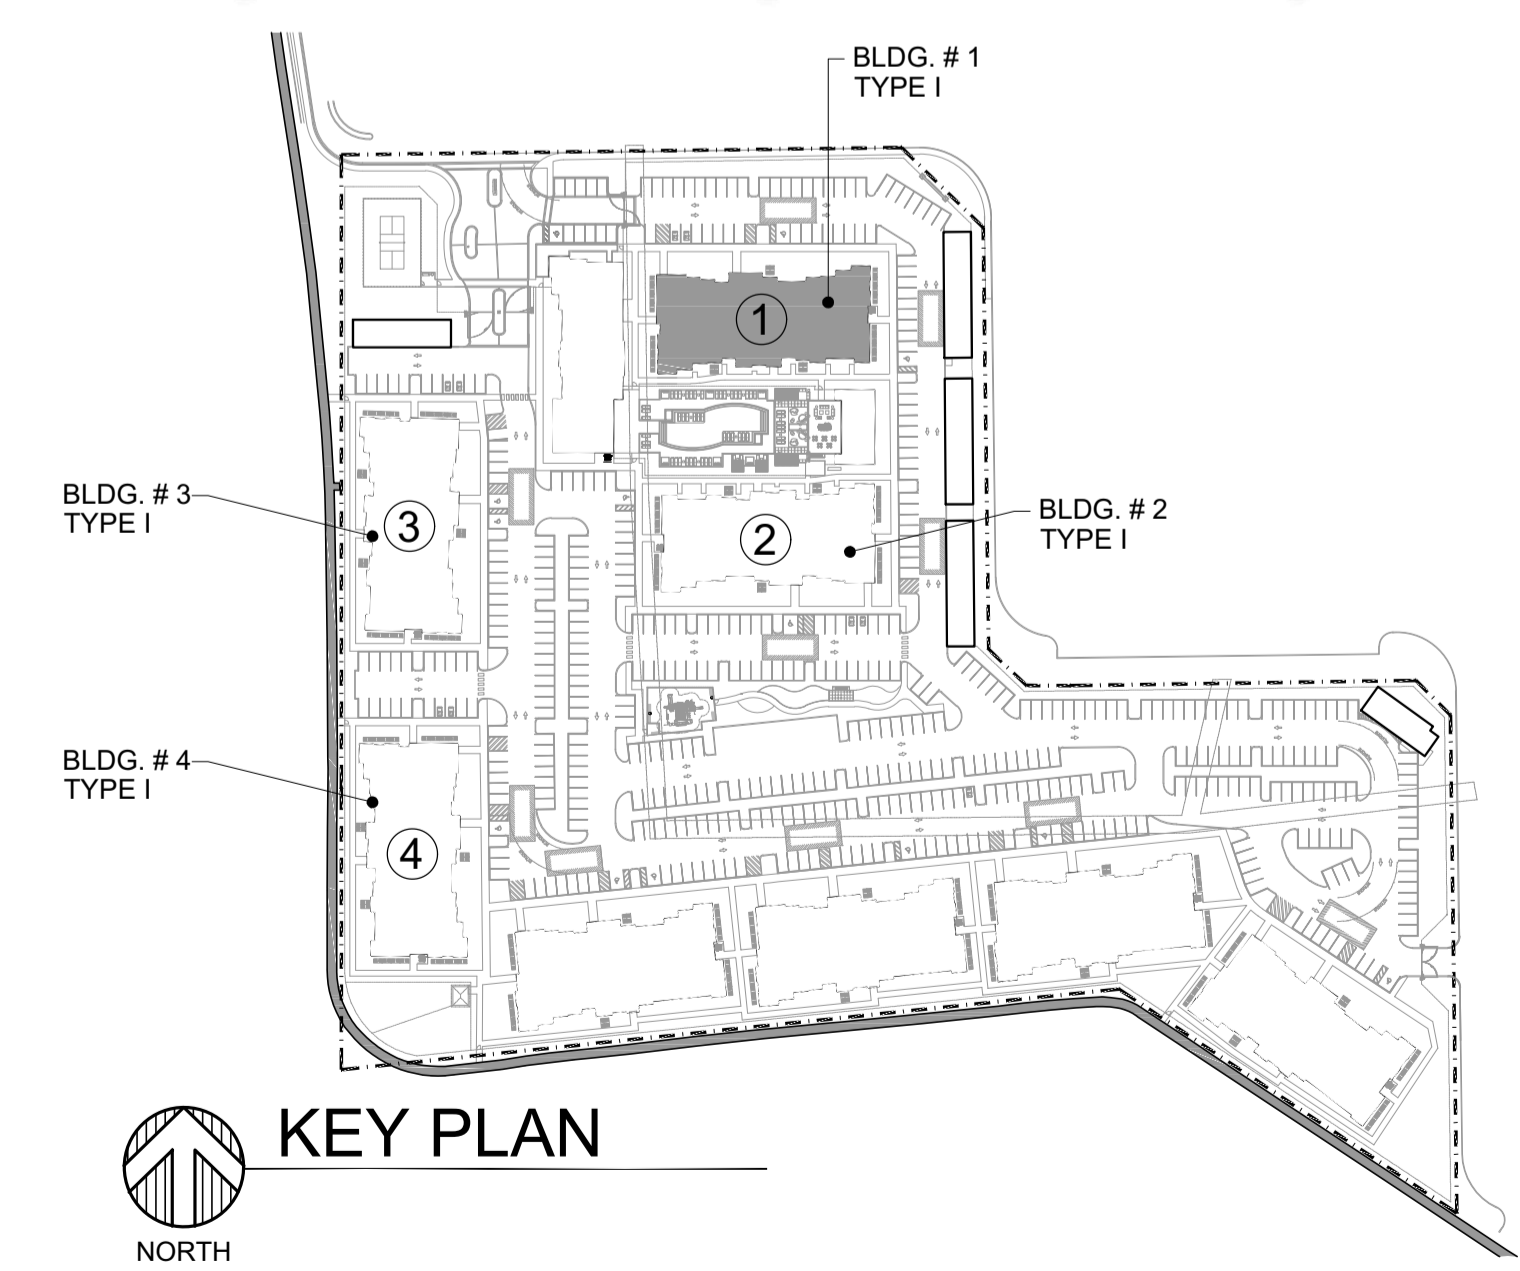 BLDG. # 1
TYPE I
1
BLDG. # 3
TYPE I
3
BLDG. # 2
TYPE I
2
BLDG. # 4
TYPE I
4
KEY PLAN
NORTH